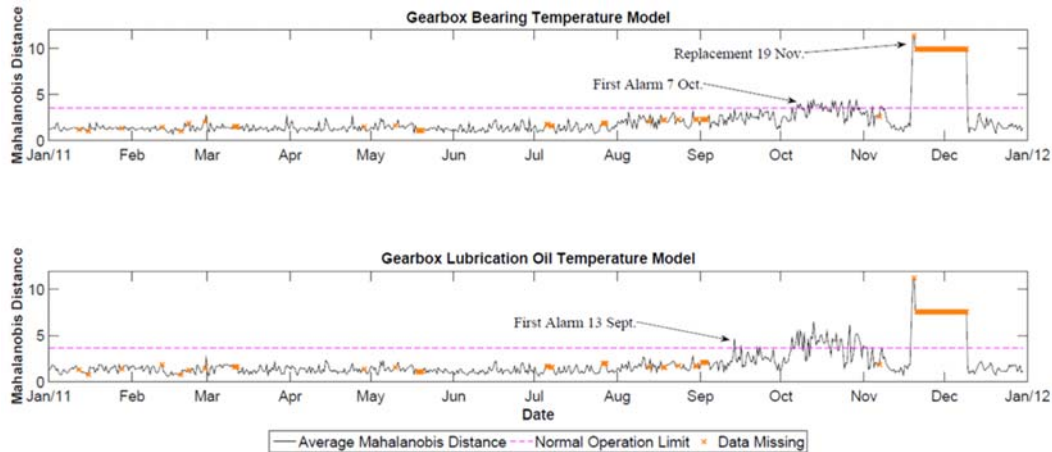 Gearbox Bearing Temperature Model
Mahalanobis Distance
10
5
0
Replacement 19 Nov.
First Alarm 7 Oct.
Jan/11 Feb Mar Apr May Jun Jul Aug Sep Oct Nov Dec Jan/12
Gearbox Lubrication Oil Temperature Model
Mahalanobis Distance
10
5
0
First Alarm 13 Sept.
Jan/11 Feb Mar Apr May Jun Jul Aug Sep Oct Nov Dec Jan/12
Date
Average Mahalanobis Distance Normal Operation Limit Data Missing